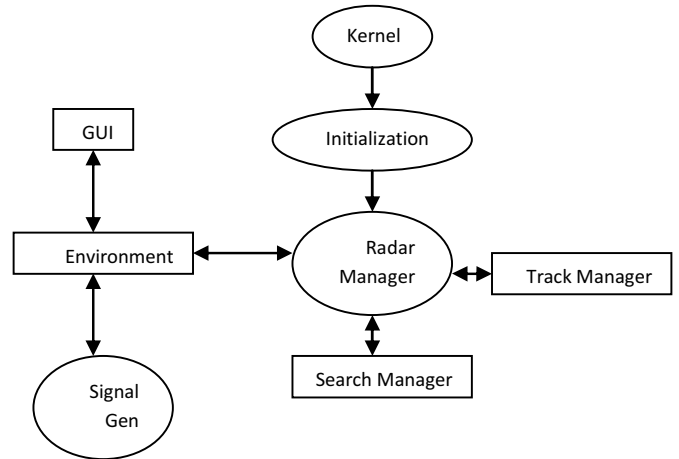 Kernel
GUI
Initialization
Environment
Radar
Manager
Track Manager
Search Manager
Signal
Gen